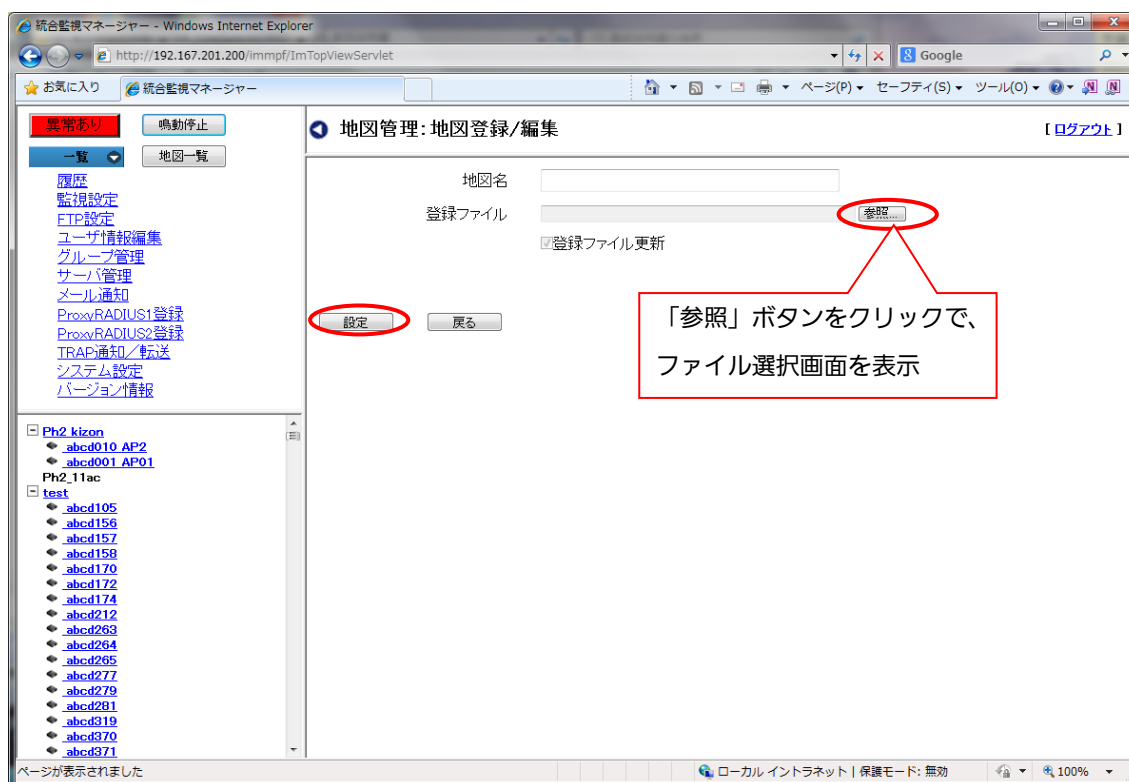 統合監視マネージャー - Windows Internet Explorer
http://192.167.201.200/immpf/ImTopViewServlet
Google
お気に入り
統合監視マネージャー
ページ(P)
セーフティ(S)
ツール(O)
異常あり
鳴動停止
一覧
地図一覧
履歴
監視設定
FTP設定
ユーザ情報編集
グループ管理
サーバ管理
メール通知
ProxyRADIUS1登録
ProxyRADIUS2登録
TRAP通知/転送
システム設定
バージョン情報
Ph2_kizon
abcd010_AP2
abcd001_AP01
Ph2_11ac
test
abcd105
abcd156
abcd157
abcd158
abcd170
abcd172
abcd174
abcd212
abcd263
abcd264
abcd265
abcd277
abcd279
abcd281
abcd319
abcd370
abcd371
地図管理:地図登録/編集
[ ログアウト ]
地図名
登録ファイル
参照...
登録ファイル更新
設定
戻る
「参照」ボタンをクリックで、
ファイル選択画面を表示
ページが表示されました
ローカル イントラネット | 保護モード: 無効
100%